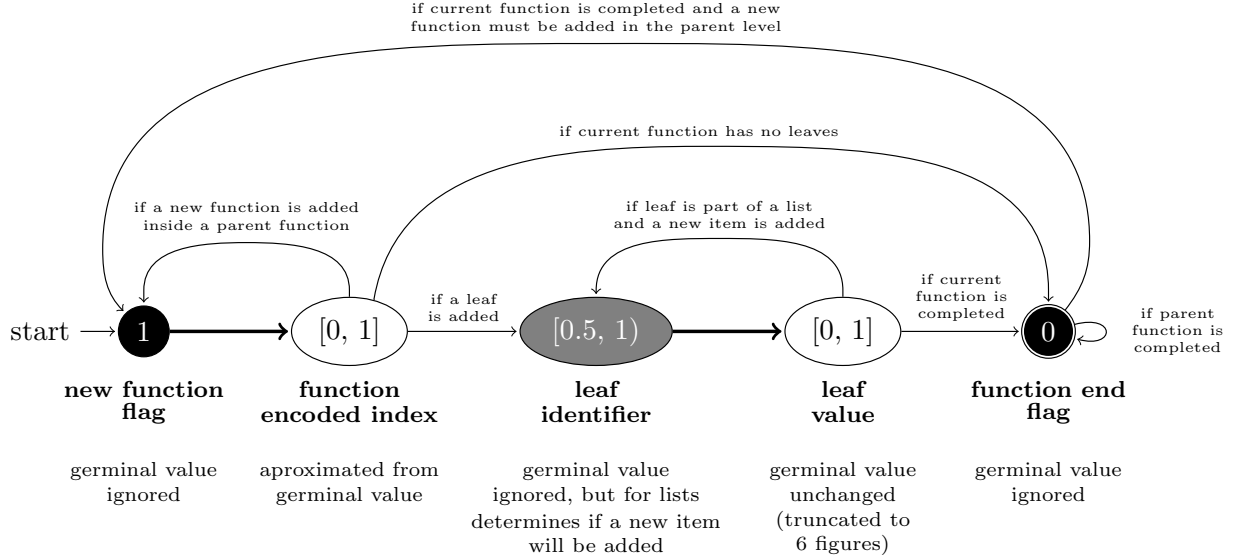 if current function is completed and a new
function must be added in the parent level
if current function has no leaves
if a new function is added
inside a parent function
if leaf is part of a list
and a new item is added
if a leaf
is added
if current
function is
completed
if parent
function is
completed
start
1
[0, 1]
[0.5, 1)
[0, 1]
0
new function
flag
function
encoded index
leaf
identifier
leaf
value
function end
flag
germinal value
ignored
aproximated from
germinal value
germinal value
ignored, but for lists
determines if a new item
will be added
germinal value
unchanged
(truncated to
6 figures)
germinal value
ignored